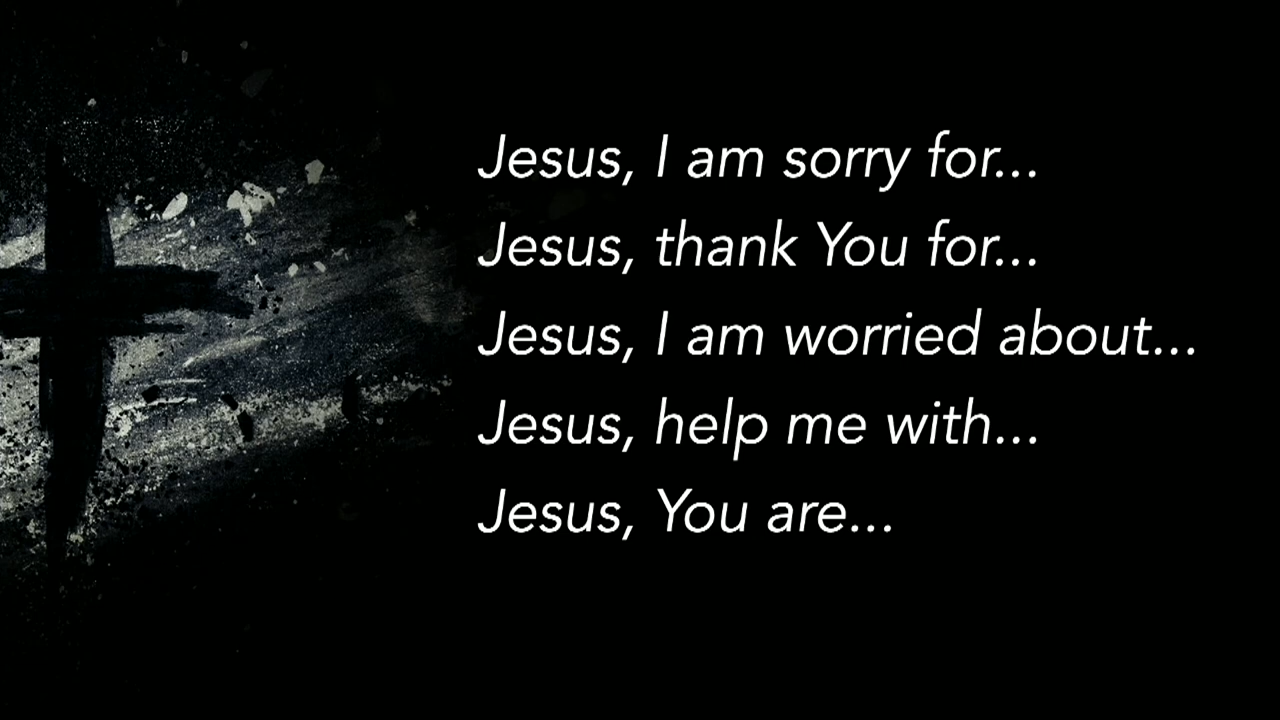 Jesus, I am sorry for...
Jesus, thank You for...
Jesus, I am worried about...
Jesus, help me with...
Jesus, You are...